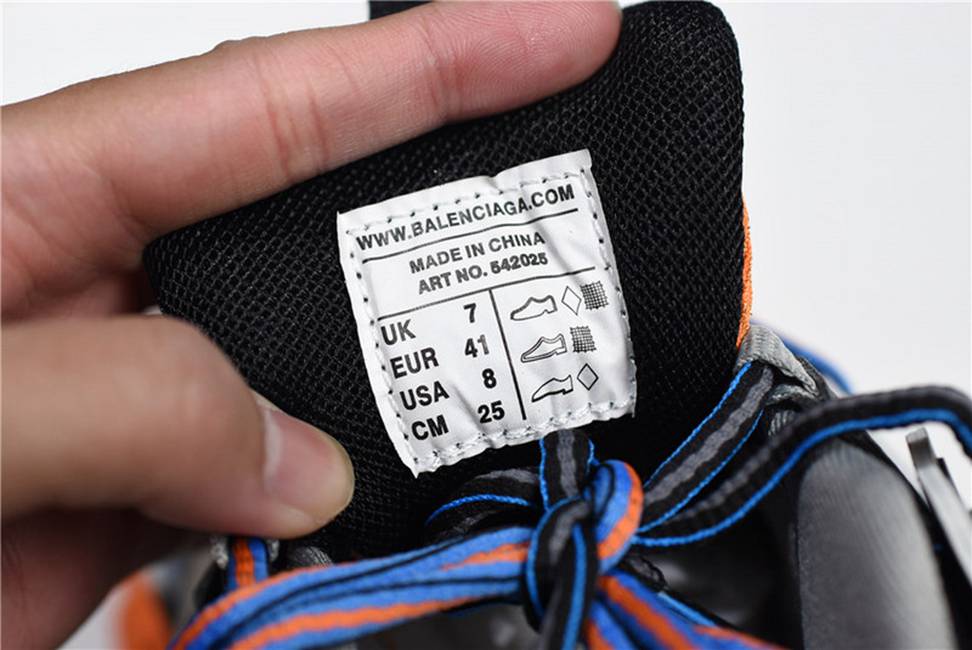 WWW.BALENCIAGA.COM
MADE IN CHINA
ART NO. 542025
UK 7
EUR 41
USA 8
CM 25